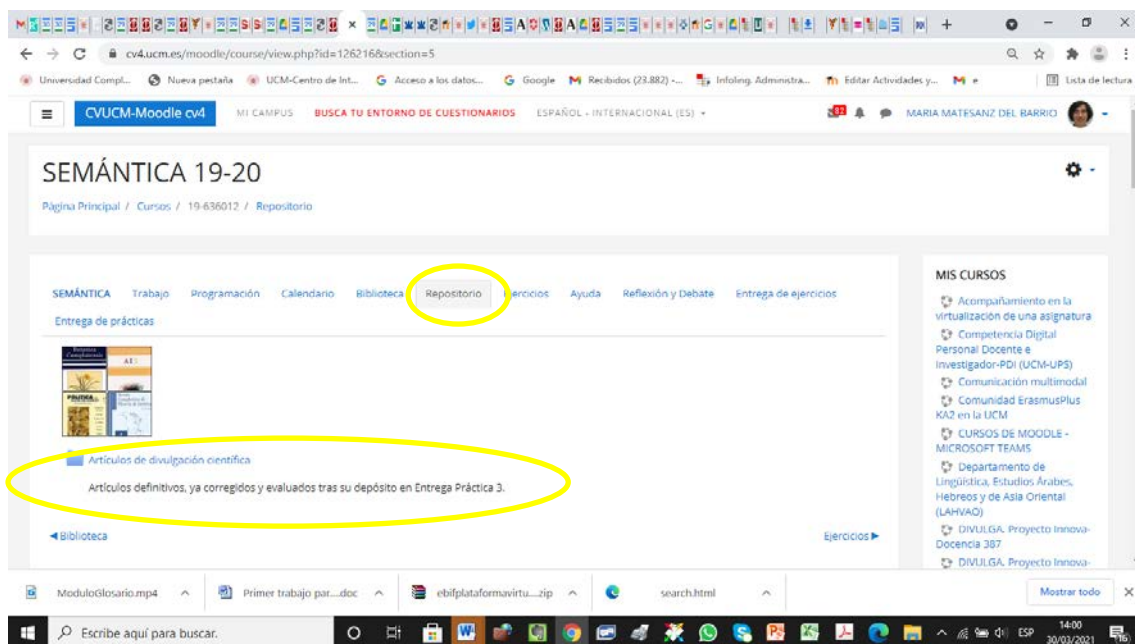 cv4.ucm.es/moodle/course/view.php?id=126216&section=5
Universidad Compl... Nueva pestaña UCM-Centro de Int... Acceso a los datos... Google Recibidos (23.882) -... Infoling. Administra... Editar Actividades y... e Lista de lectura
CVUCM-Moodle cv4 MI CAMPUS BUSCA TU ENTORNO DE CUESTIONARIOS ESPAÑOL - INTERNACIONAL (ES) MARIA MATESANZ DEL BARRIO
SEMÁNTICA 19-20
Página Principal / Cursos / 19-636012 / Repositorio
SEMÁNTICA Trabajo Programación Calendario Biblioteca Repositorio Ejercicios Ayuda Reflexión y Debate Entrega de ejercicios
Entrega de prácticas
Artículos de divulgación científica
Artículos definitivos, ya corregidos y evaluados tras su depósito en Entrega Práctica 3.
◄Biblioteca Ejercicios►
MIS CURSOS
Acompañamiento en la
virtualización de una asignatura
Competencia Digital
Personal Docente e
Investigador-PDI (UCM-UPS)
Comunicación multimodal
Comunidad ErasmusPlus
KA2 en la UCM
CURSOS DE MOODLE -
MICROSOFT TEAMS
Departamento de
Lingüística, Estudios Árabes,
Hebreos y de Asia Oriental
(LAHVAO)
DIVULGA. Proyecto Innova-
Docencia 387
DIVULGA. Proyecto Innova-
ModuloGlosario.mp4 Primer trabajo par....doc ebifplataformavirtu....zip search.html Mostrar todo
Escribe aquí para buscar. ESP 14:00
30/03/2021